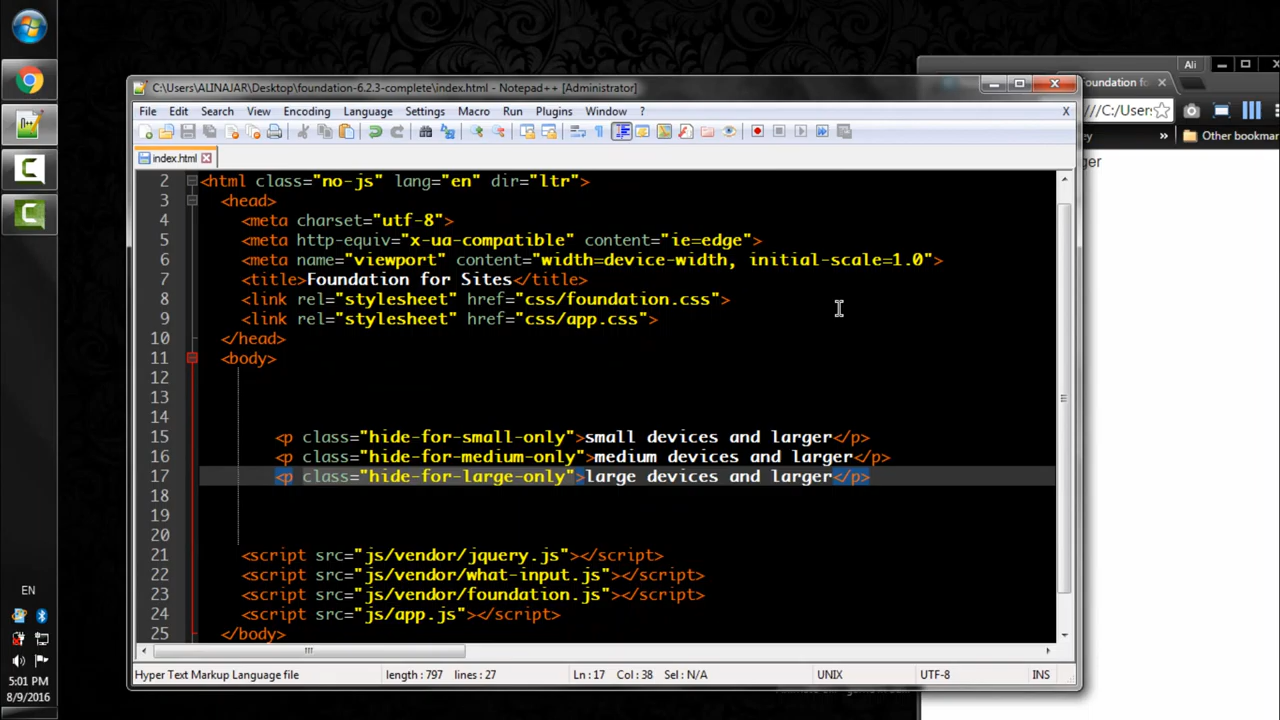 C:\Users\ALINAJAR\Desktop\foundation-6.2.3-complete\index.html - Notepad++ [Administrator]
Ali
File Edit Search View Encoding Language Settings Macro Run Plugins Window ? X
oundation fo
///C:/Users
Other bookmar
index.html
ger
2 <html class="no-js" lang="en" dir="ltr">
3 <head>
4 <meta charset="utf-8">
5 <meta http-equiv="x-ua-compatible" content="ie=edge">
6 <meta name="viewport" content="width=device-width, initial-scale=1.0">
7 <title>Foundation for Sites</title>
8 <link rel="stylesheet" href="css/foundation.css">
9 <link rel="stylesheet" href="css/app.css">
10 </head>
11 <body>
12
13
14
15 <p class="hide-for-small-only">small devices and larger</p>
16 <p class="hide-for-medium-only">medium devices and larger</p>
17 <p class="hide-for-large-only">large devices and larger</p>
18
19
20
21 <script src="js/vendor/jquery.js"></script>
22 <script src="js/vendor/what-input.js"></script>
23 <script src="js/vendor/foundation.js"></script>
24 <script src="js/app.js"></script>
25 </body>
Hyper Text Markup Language file length : 797 lines : 27 Ln : 17 Col : 38 Sel : N/A UNIX UTF-8 INS
EN
5:01 PM
8/9/2016